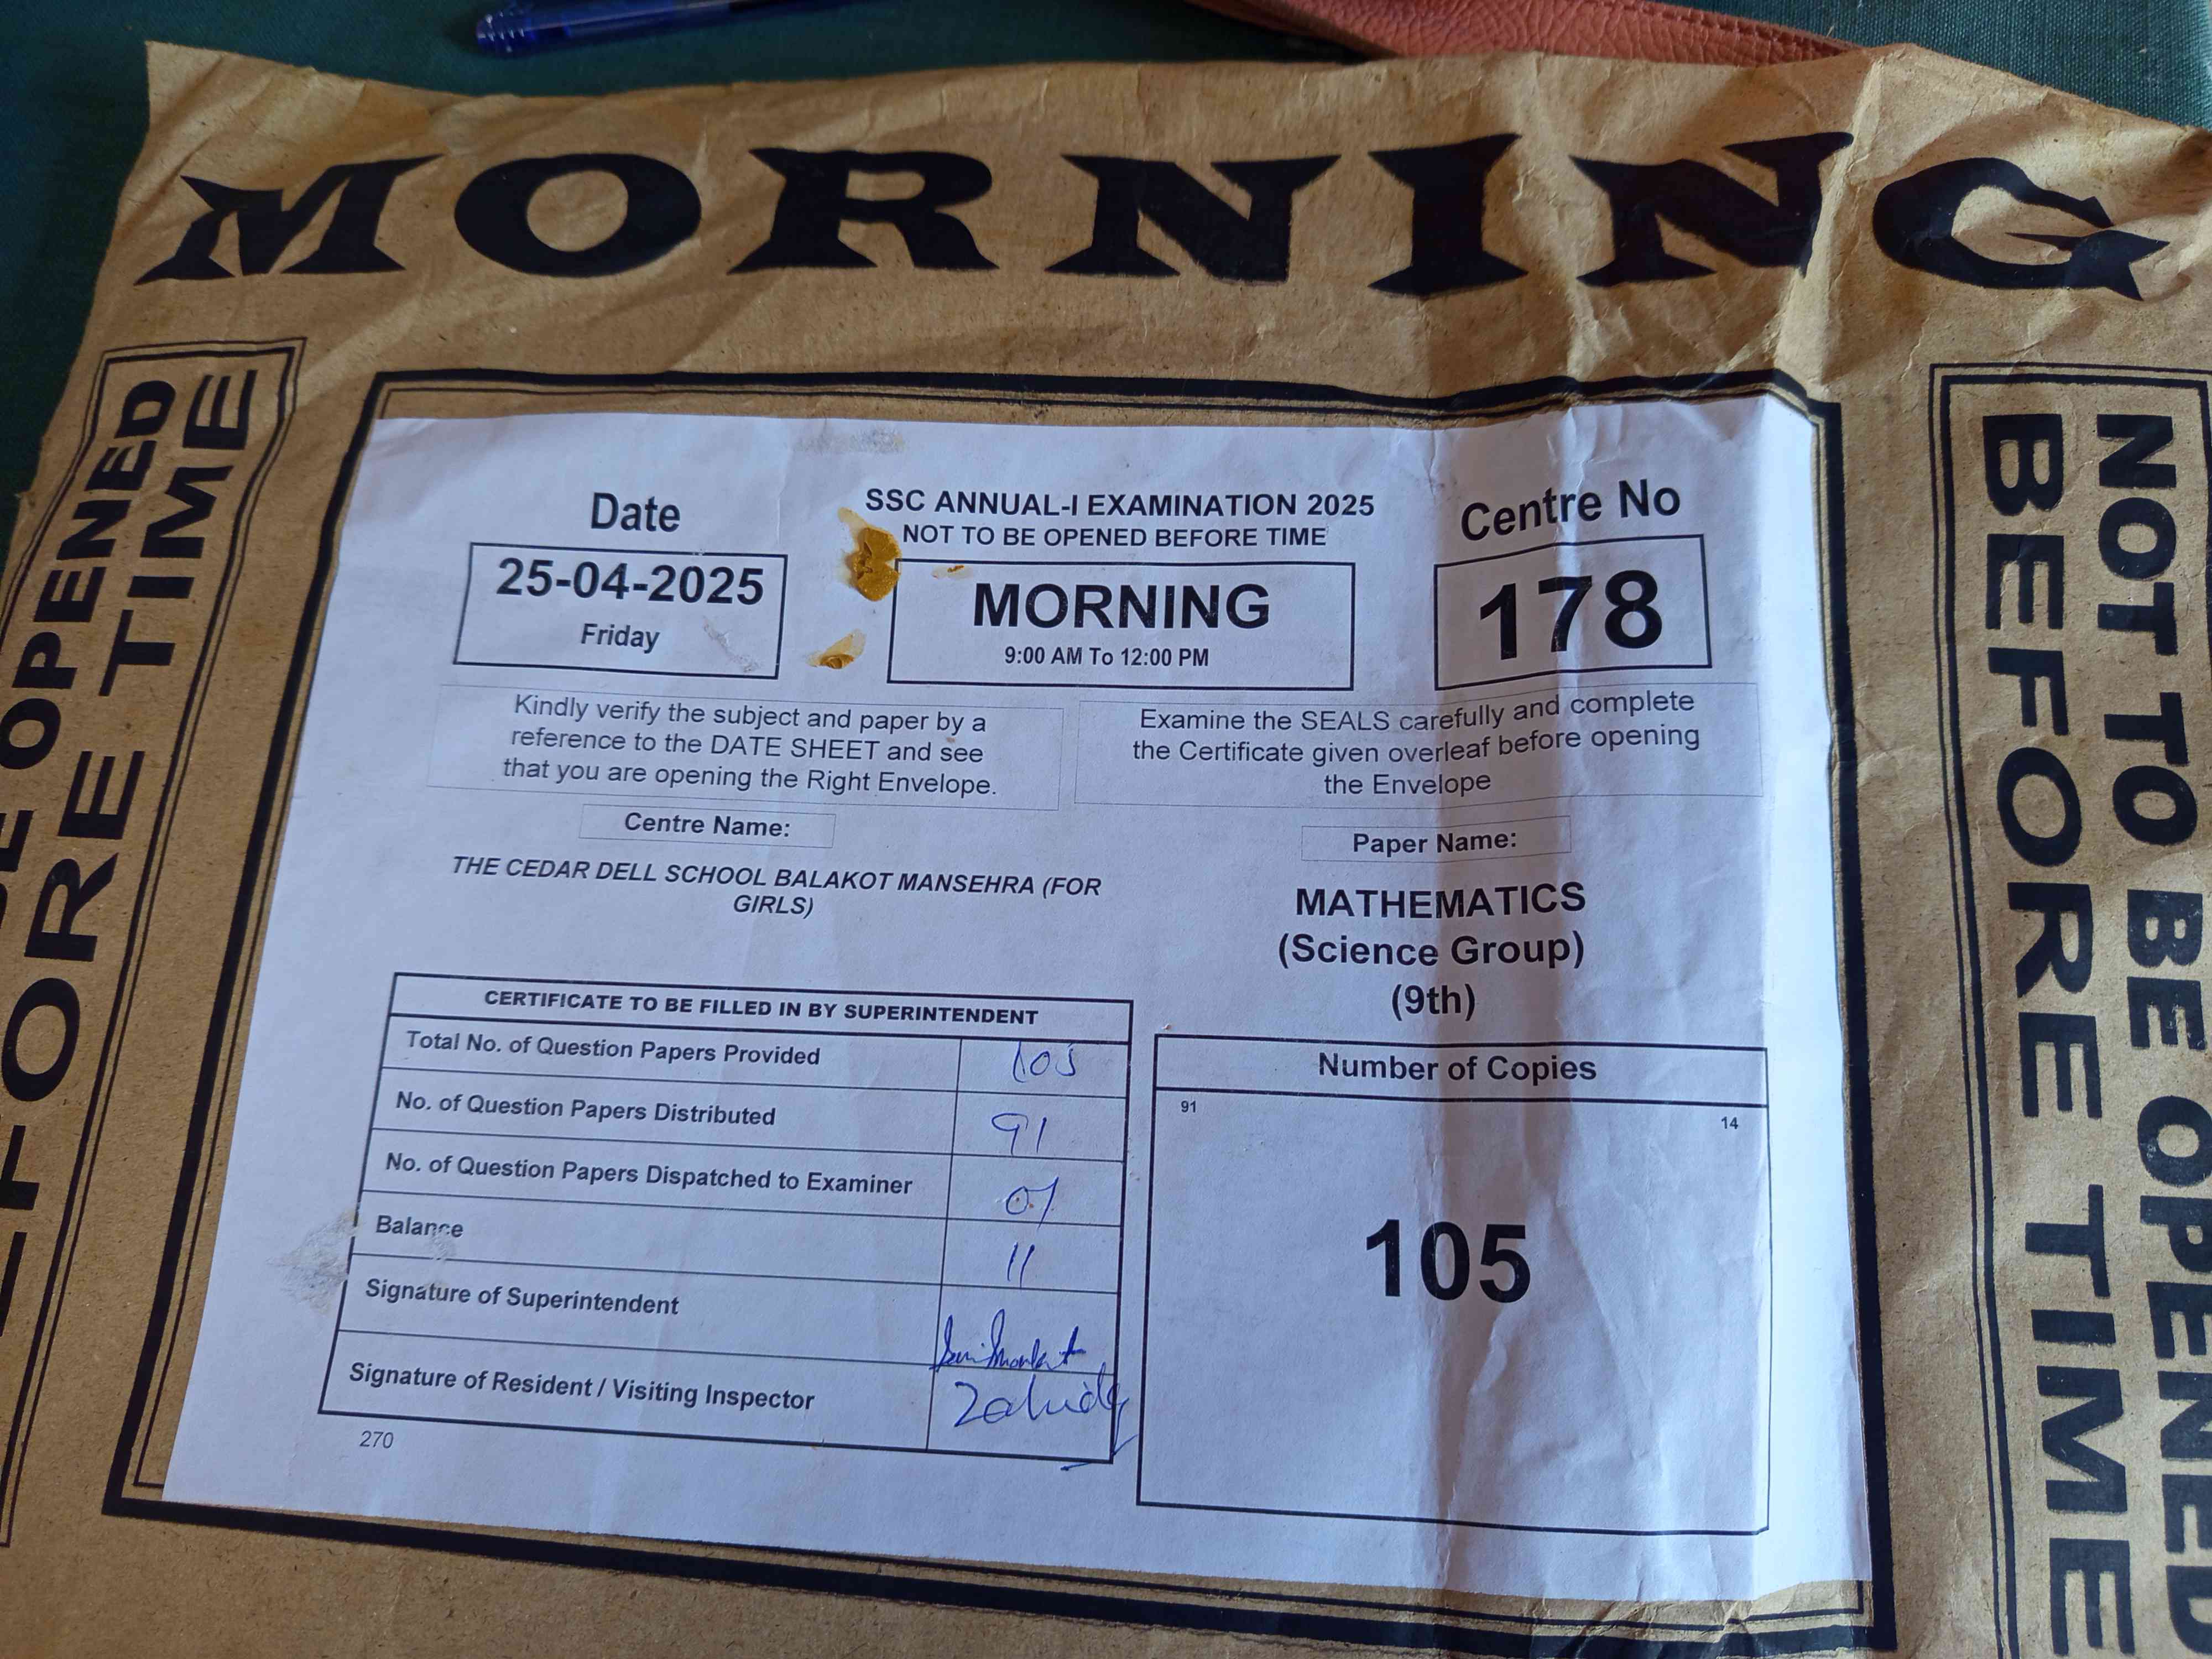 MORNING
NOT TO BE OPENED
BEFORE TIME
BE OPENED
BEFORE TIME
Date
25-04-2025
Friday
SSC ANNUAL-I EXAMINATION 2025
NOT TO BE OPENED BEFORE TIME
MORNING
9:00 AM To 12:00 PM
Centre No
178
Kindly verify the subject and paper by a
reference to the DATE SHEET and see
that you are opening the Right Envelope.
Examine the SEALS carefully and complete
the Certificate given overleaf before opening
the Envelope
Centre Name:
THE CEDAR DELL SCHOOL BALAKOT MANSEHRA (FOR
GIRLS)
Paper Name:
MATHEMATICS
(Science Group)
(9th)
CERTIFICATE TO BE FILLED IN BY SUPERINTENDENT
Total No. of Question Papers Provided 105
No. of Question Papers Distributed 91
No. of Question Papers Dispatched to Examiner
Balance 11
Signature of Superintendent
Signature of Resident / Visiting Inspector
270
Number of Copies
91 14
105